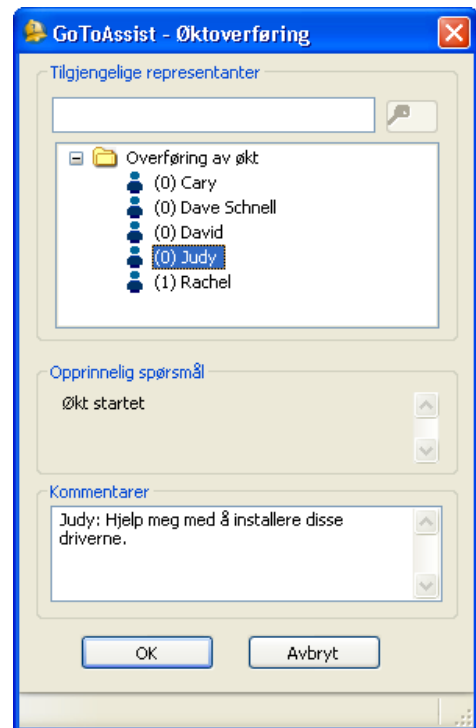 GoToAssist - Øktoverføring
Tilgjengelige representanter
Overføring av økt
(0) Cary
(0) Dave Schnell
(0) David
(0) Judy
(1) Rachel
Opprinnelig spørsmål
Økt startet
Kommentarer
Judy: Hjelp meg med å installere disse
driverne.
OK
Avbryt